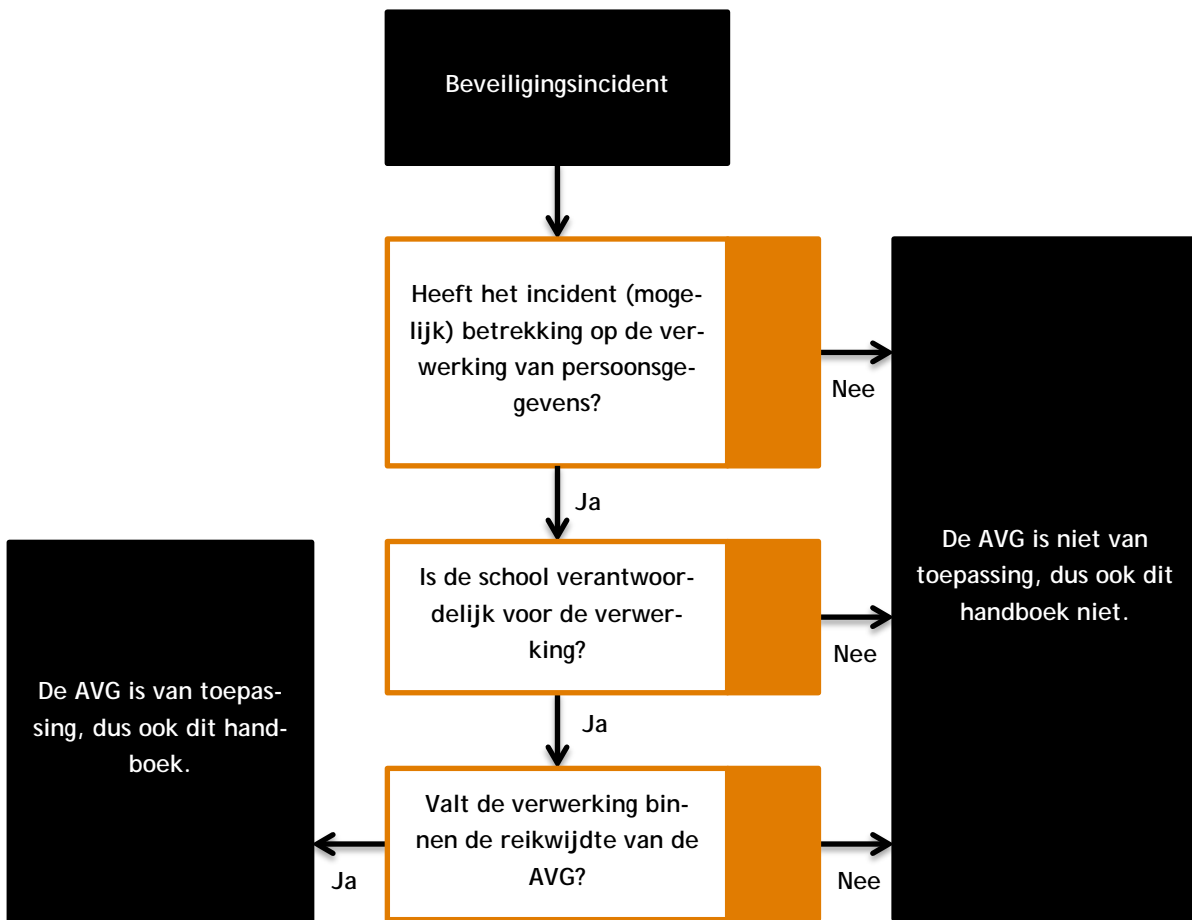 Beveiligingsincident
Heeft het incident (moge-
lijk) betrekking op de ver-
werking van persoonsge-
gevens?
Nee
Ja
Is de school verantwoor-
delijk voor de verwer-
king?
Nee
De AVG is niet van
toepassing, dus ook dit
handboek niet.
Ja
De AVG is van toepas-
sing, dus ook dit hand-
boek.
Valt de verwerking bin-
nen de reikwijdte van de
AVG?
Ja
Nee